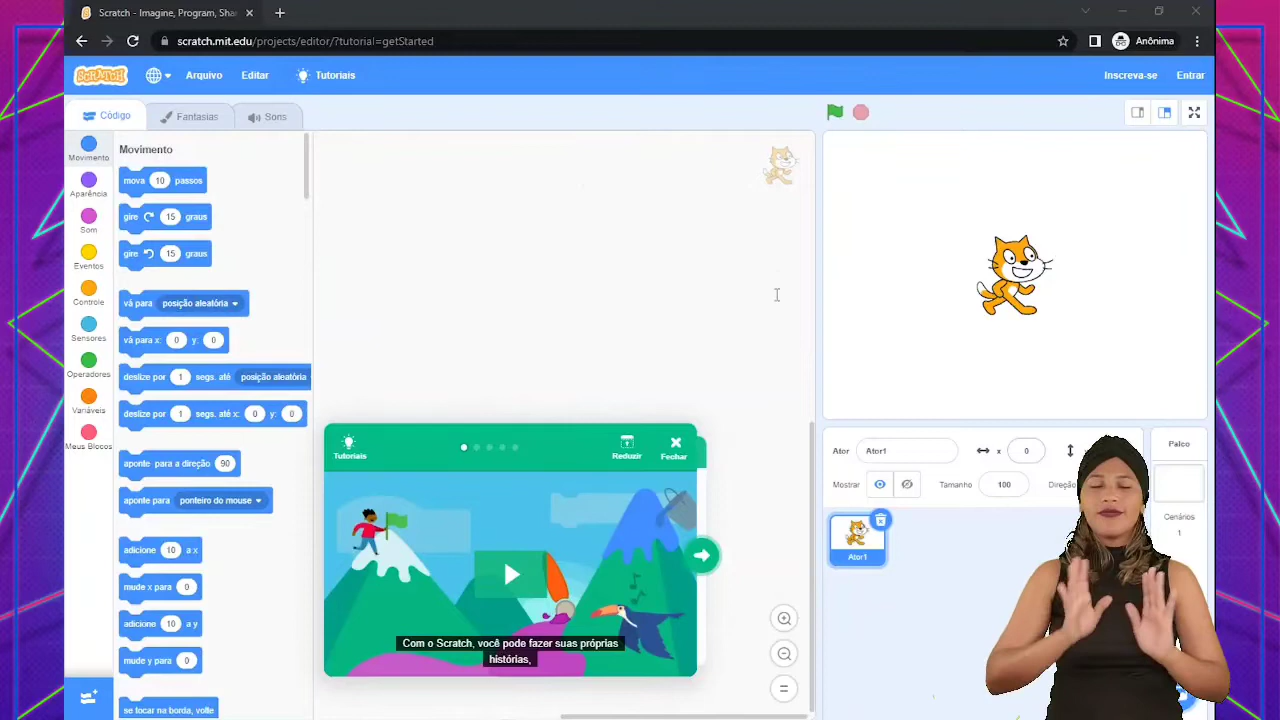 Scratch - Imagine, Program, Sha
scratch.mit.edu/projects/editor/?tutorial=getStarted
Anônima
SCRATCH
Arquivo
Editar
Tutoriais
Inscreva-se
Entrar
Código
Fantasias
Sons
Movimento
Aparência
Som
Eventos
Controle
Sensores
Operadores
Variáveis
Meus Blocos
Movimento
mova 10 passos
gire 15 graus
gire 15 graus
vá para posição aleatória
vá para x: 0 y: 0
deslize por 1 segs. até posição aleatória
deslize por 1 segs. até x: 0 y: 0
aponte para a direção 90
aponte para ponteiro do mouse
adicione 10 a x
mude x para 0
adicione 10 a y
mude y para 0
se tocar na borda, volte
Tutoriais
Reduzir
Fechar
Com o Scratch, você pode fazer suas próprias
histórias,
Ator Ator1 x 0
Mostrar Tamanho 100 Direção
Ator1
Palco
Cenários
1